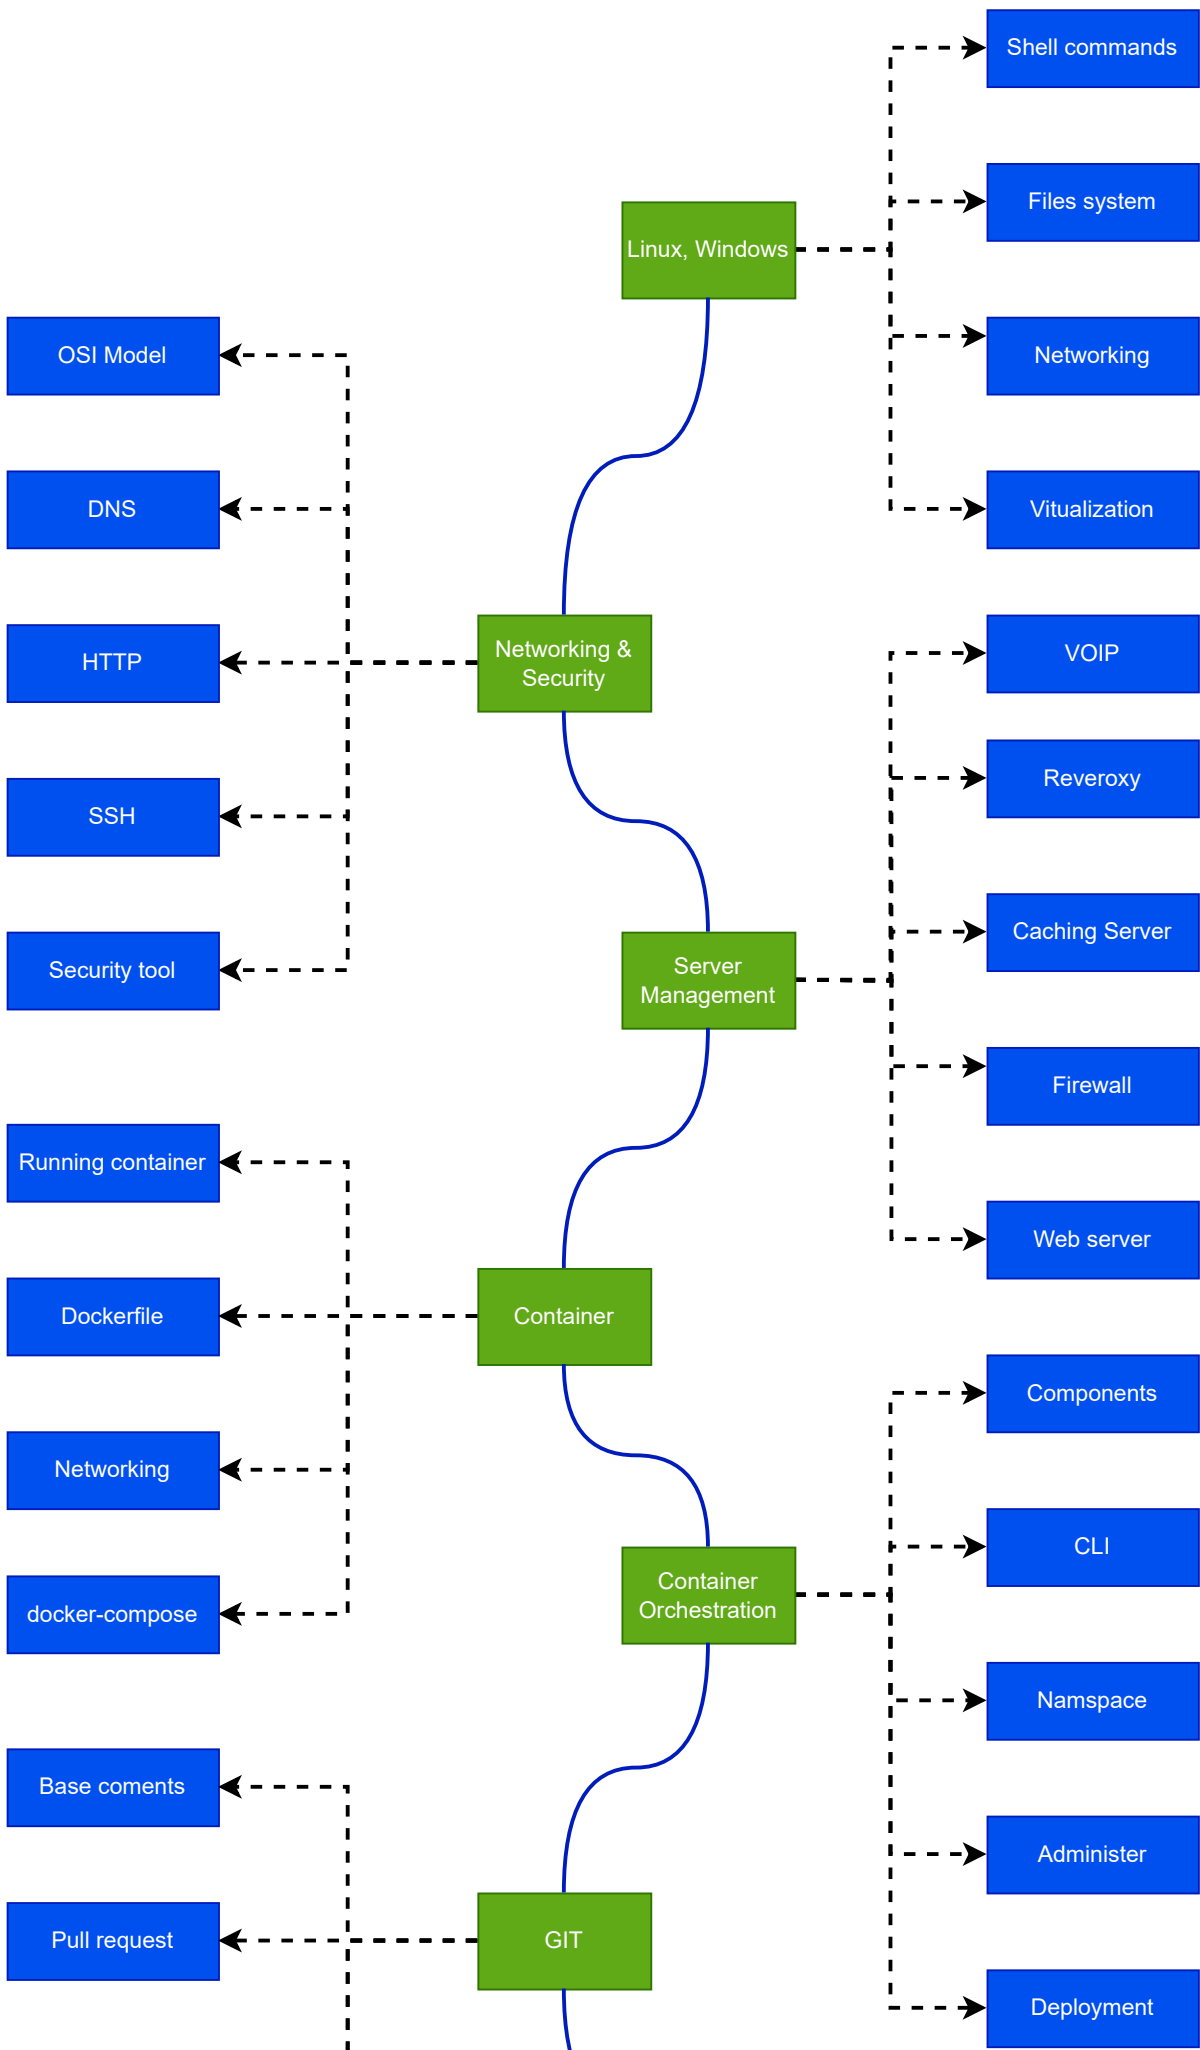 Shell commands
Files system
Linux, Windows
Networking
Vitualization
OSI Model
DNS
HTTP
SSH
Security tool
Networking &
Security
VOIP
Reveroxy
Caching Server
Firewall
Web server
Server
Management
Running container
Dockerfile
Networking
docker-compose
Container
Components
CLI
Namspace
Administer
Deployment
Container
Orchestration
Base coments
Pull request
GIT